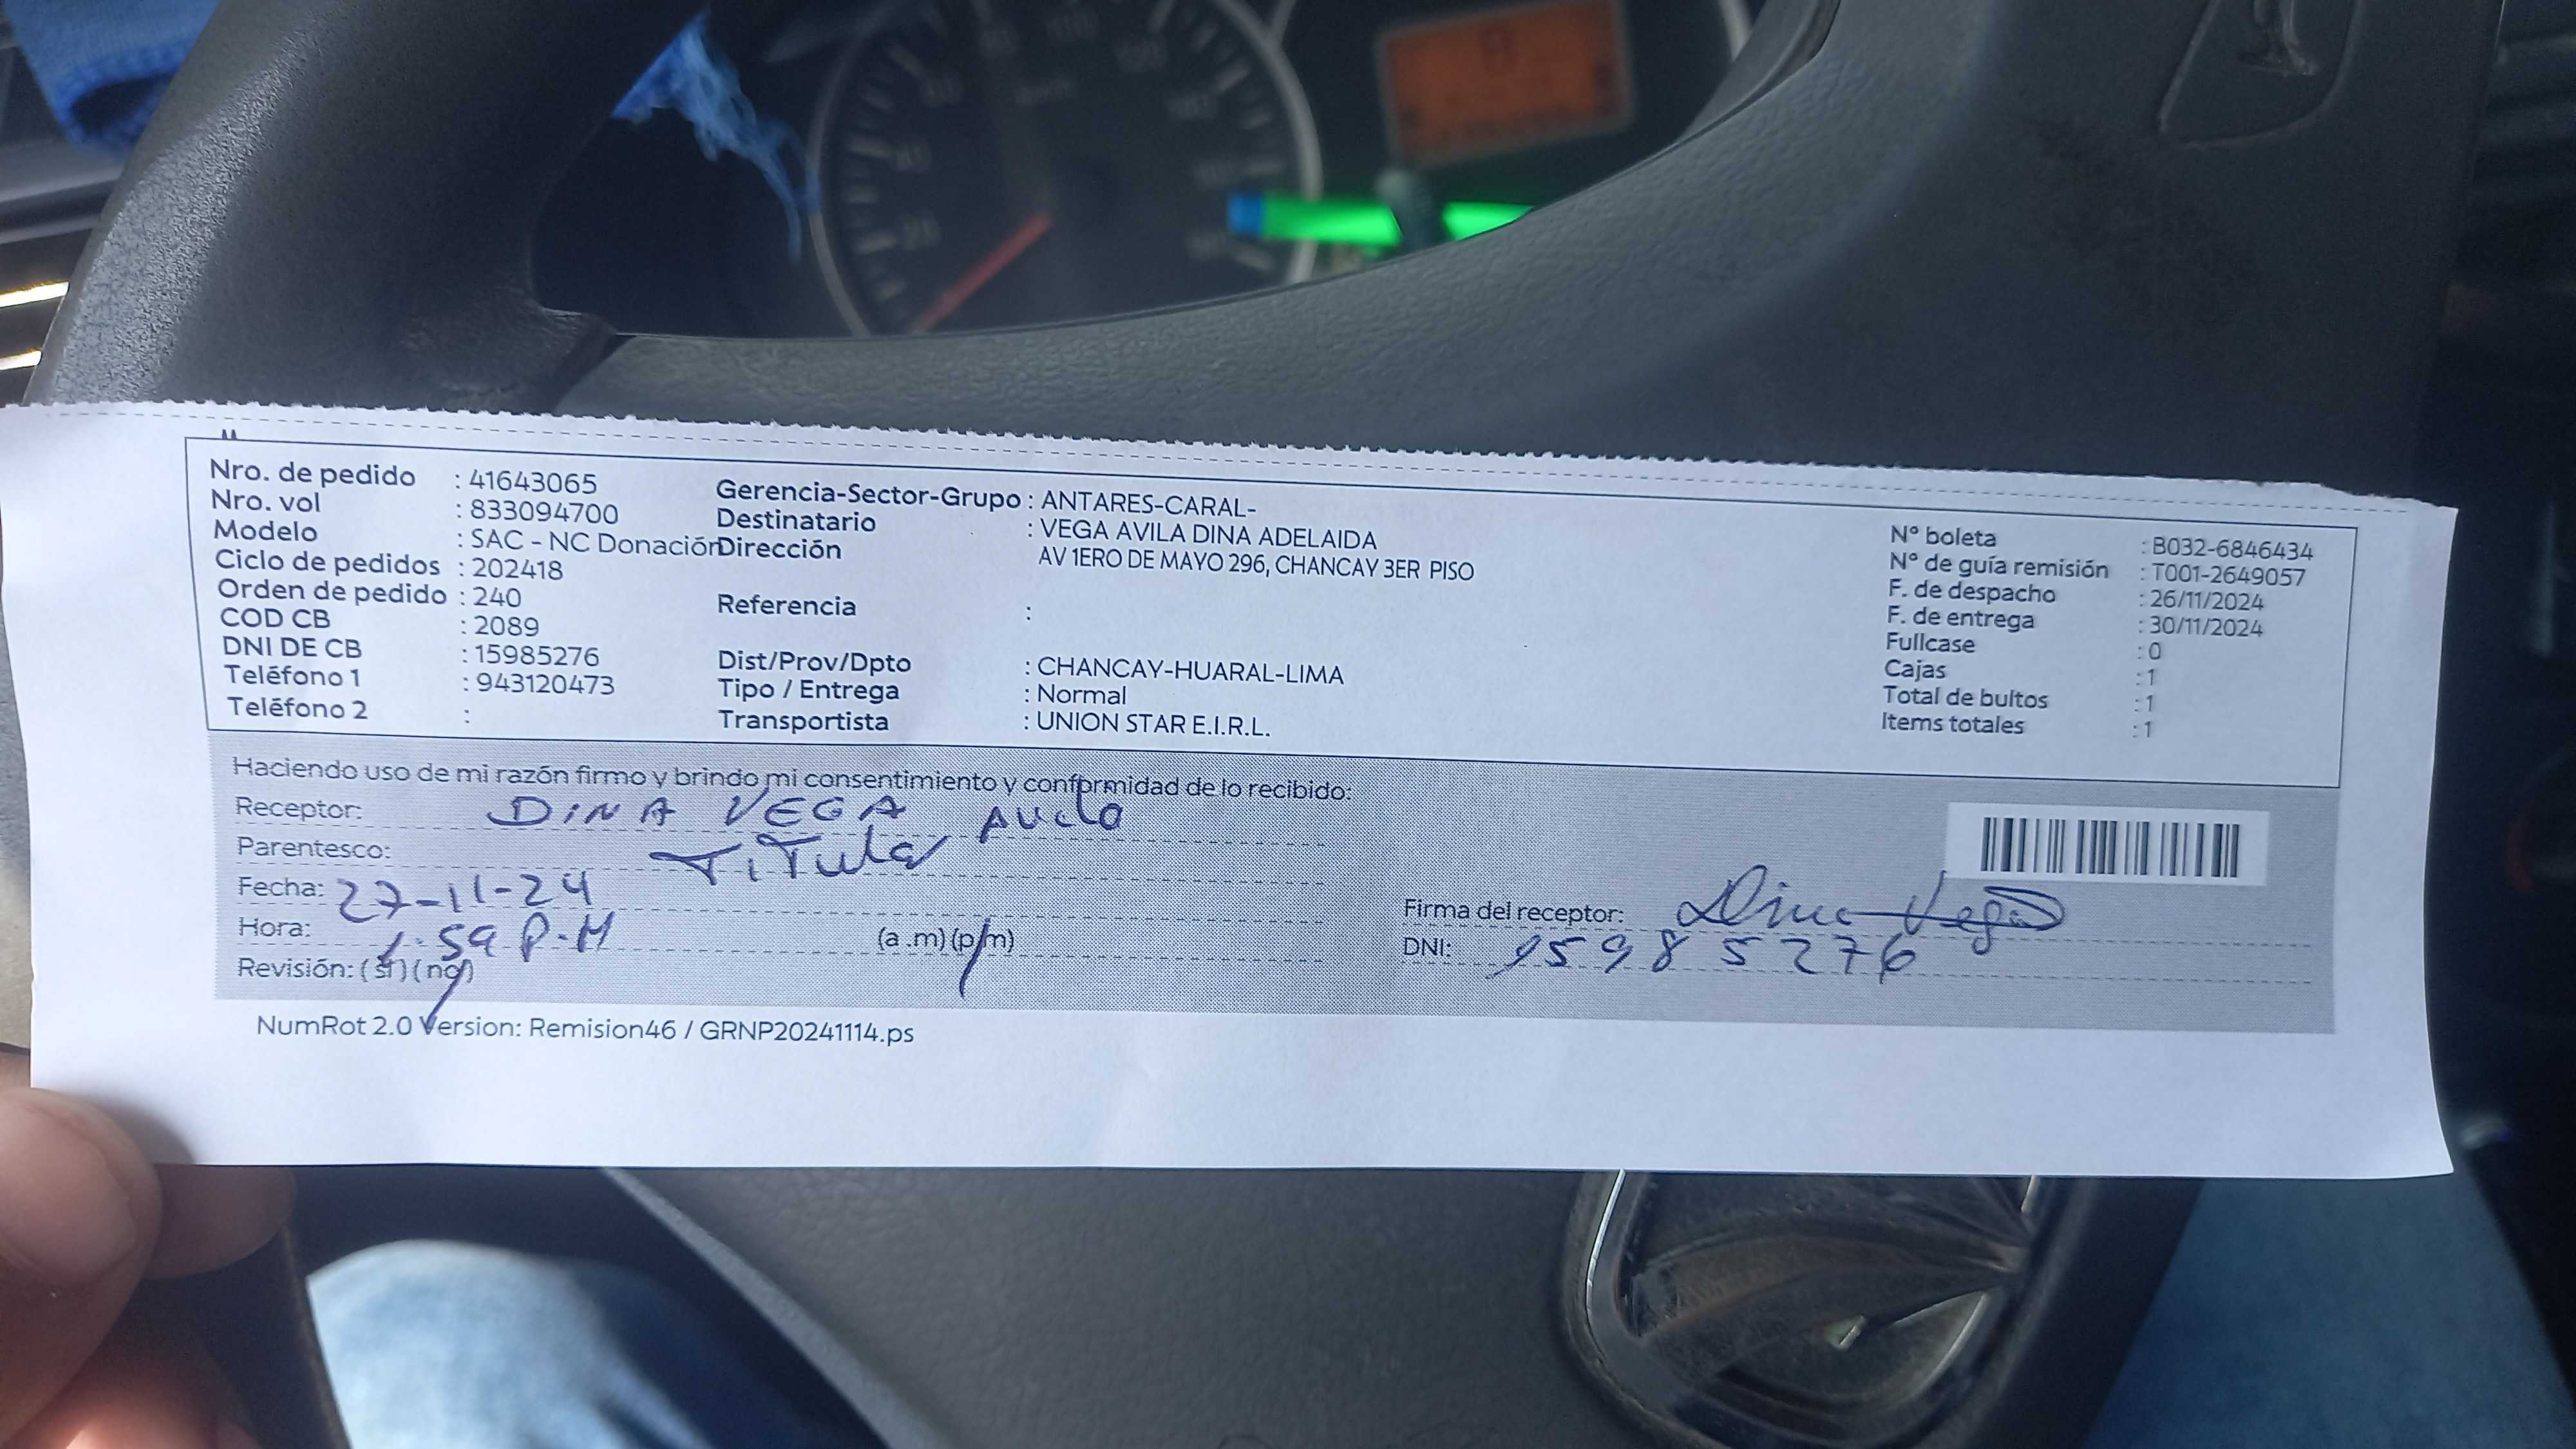 Nro. de pedido : 41643065
Nro. vol : 833094700
Modelo : SAC - NC Donación
Ciclo de pedidos : 202418
Orden de pedido : 240
COD CB : 2089
DNI DE CB : 15985276
Teléfono 1 : 943120473
Teléfono 2 :
Gerencia-Sector-Grupo : ANTARES-CARAL-
Destinatario : VEGA AVILA DINA ADELAIDA
Dirección AV 1ERO DE MAYO 296, CHANCAY 3ER PISO
Referencia :
Dist/Prov/Dpto : CHANCAY-HUARAL-LIMA
Tipo / Entrega : Normal
Transportista : UNION STAR E.I.R.L.
Nº boleta : B032-6846434
Nº de guía remisión : T001-2649057
F. de despacho : 26/11/2024
F. de entrega : 30/11/2024
Fullcase : 0
Cajas : 1
Total de bultos : 1
Items totales : 1
Haciendo uso de mi razón firmo y brindo mi consentimiento y conformidad de lo recibido:
Receptor: DINA VEGA
Parentesco: Titular
Fecha: 27-11-24
Hora: 1:59 P.M (a .m) (p/m)
Revisión: (si) (no)
Firma del receptor: Dina Vega
DNI: 15985276
NumRot 2.0 Version: Remision46 / GRNP20241114.ps